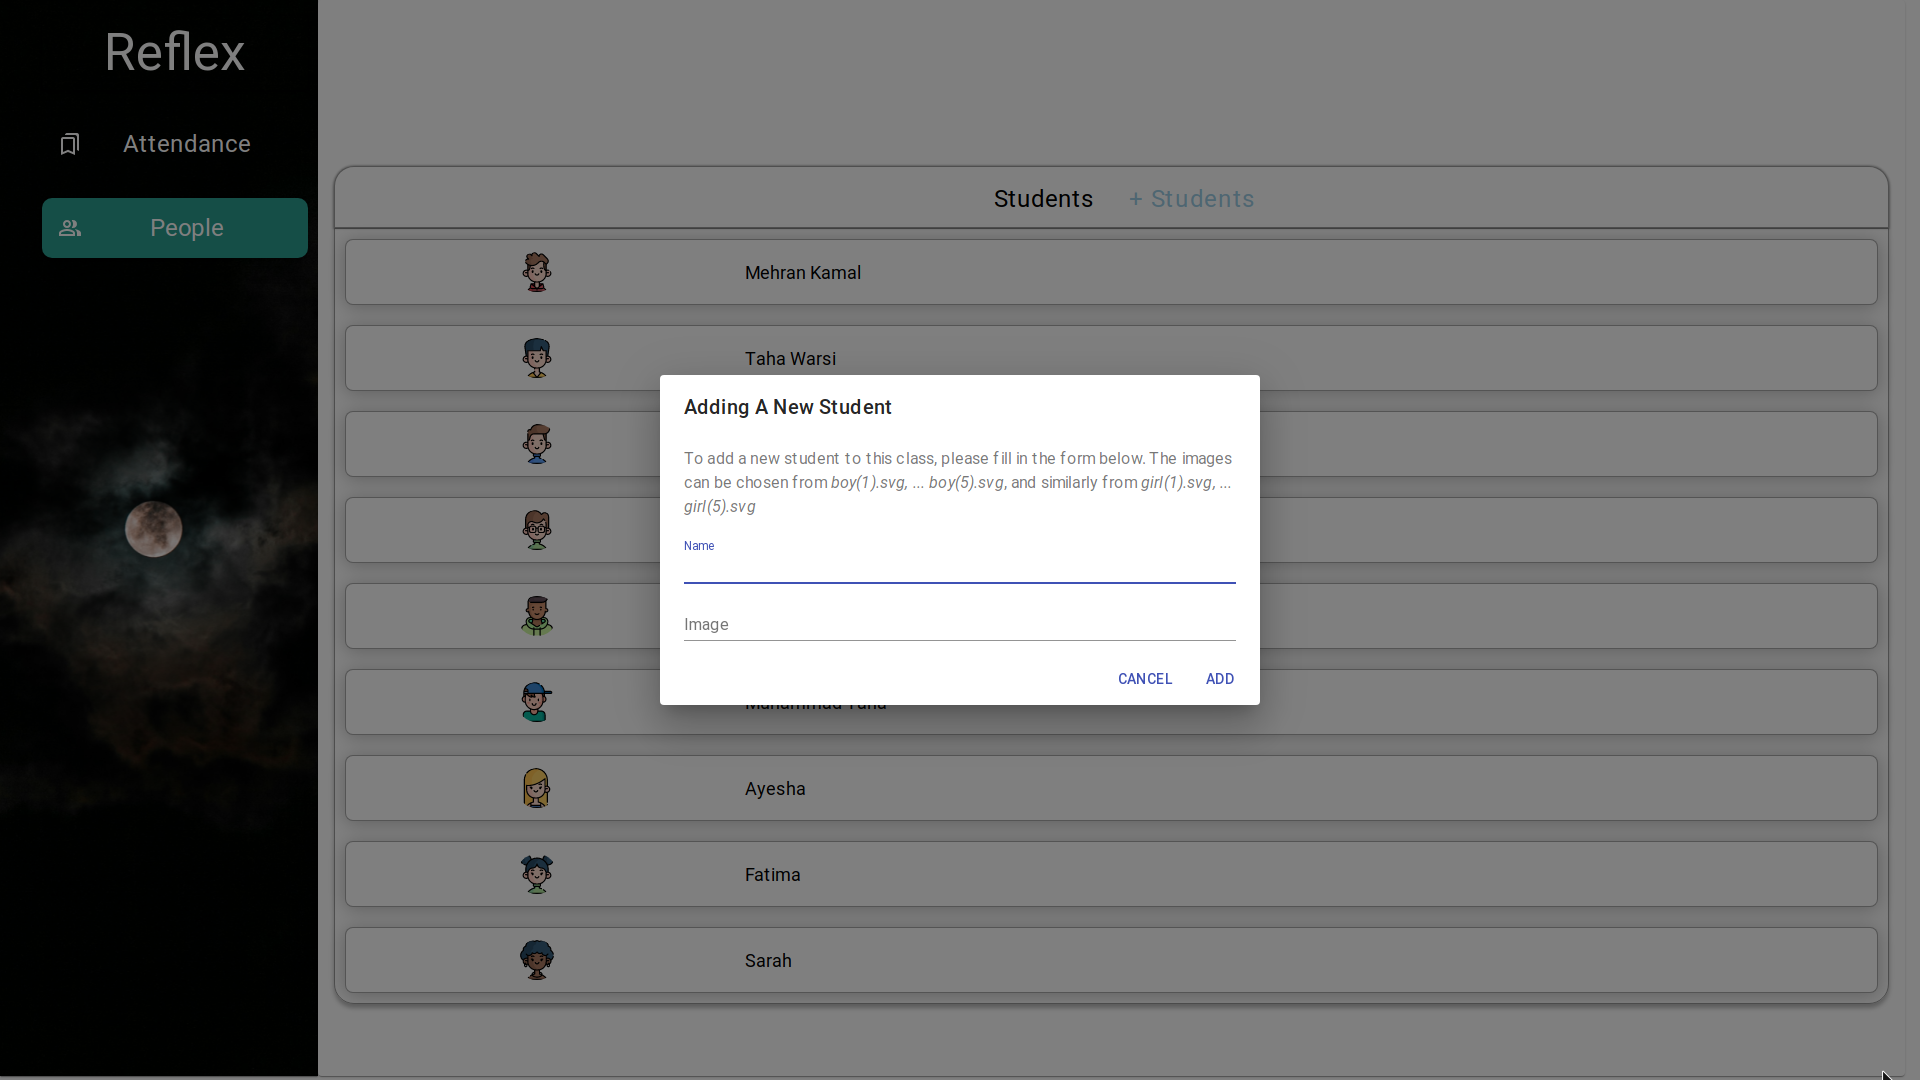 Reflex
Attendance
People
Students + Students
Mehran Kamal
Taha Warsi
Adding A New Student
To add a new student to this class, please fill in the form below. The images
can be chosen from boy(1).svg, ... boy(5).svg, and similarly from girl(1).svg, ...
girl(5).svg
Name
Image
CANCEL ADD
Muhammad Taha
Ayesha
Fatima
Sarah